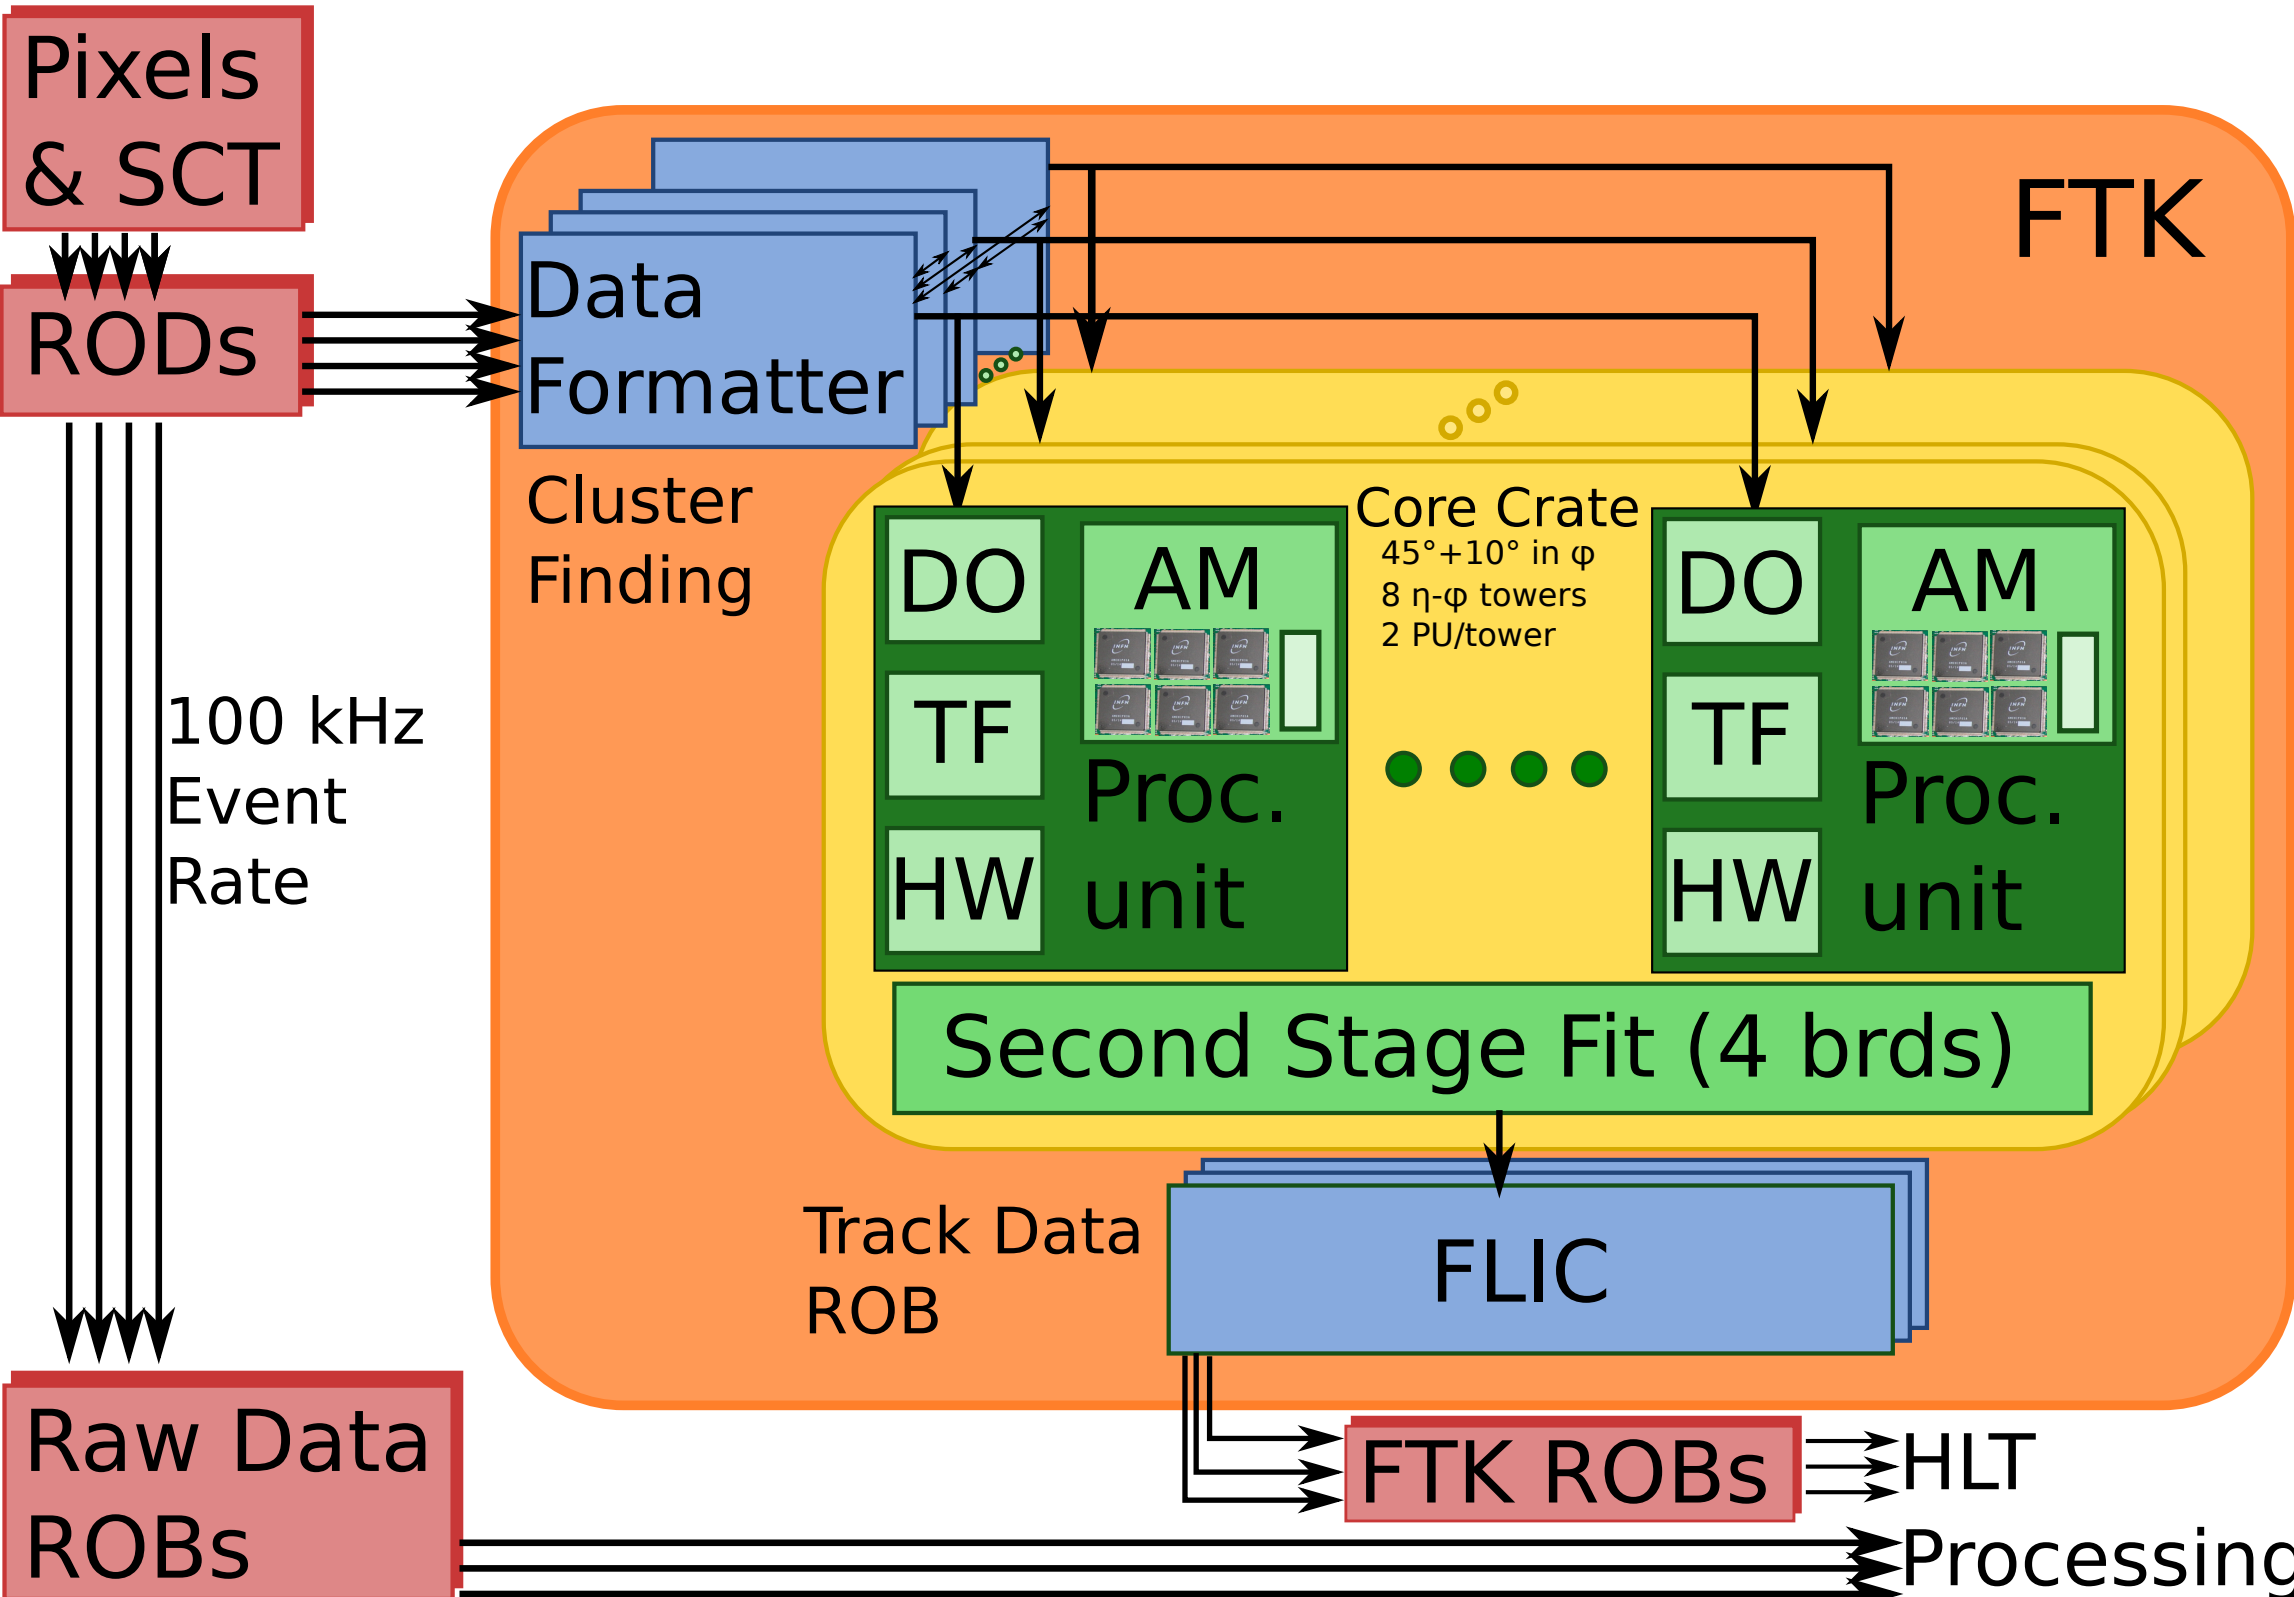 Pixels
& SCT
RODs
100 kHz
Event
Rate
Raw Data
ROBs
FTK
Data
Formatter
Cluster
Finding
DO
TF
HW
AM
Proc.
unit
Core Crate
45°+10° in φ
8 η-φ towers
2 PU/tower
DO
TF
HW
AM
Proc.
unit
Second Stage Fit (4 brds)
Track Data
ROB
FLIC
FTK ROBs
HLT
Processing